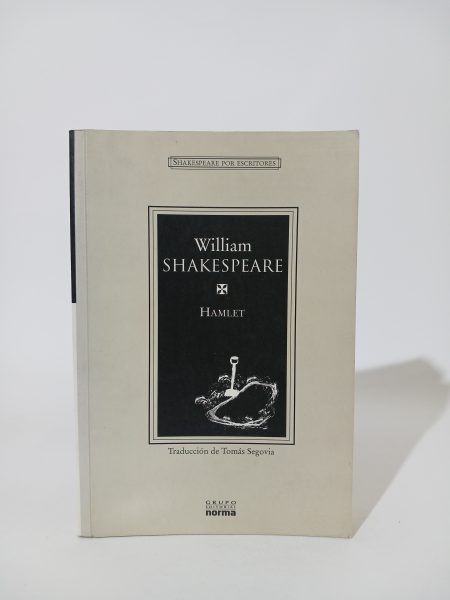 SHAKESPEARE POR ESCRITORES
William
SHAKESPEARE
HAMLET
Traducción de Tomás Segovia
GRUPO
EDITORIAL
norma